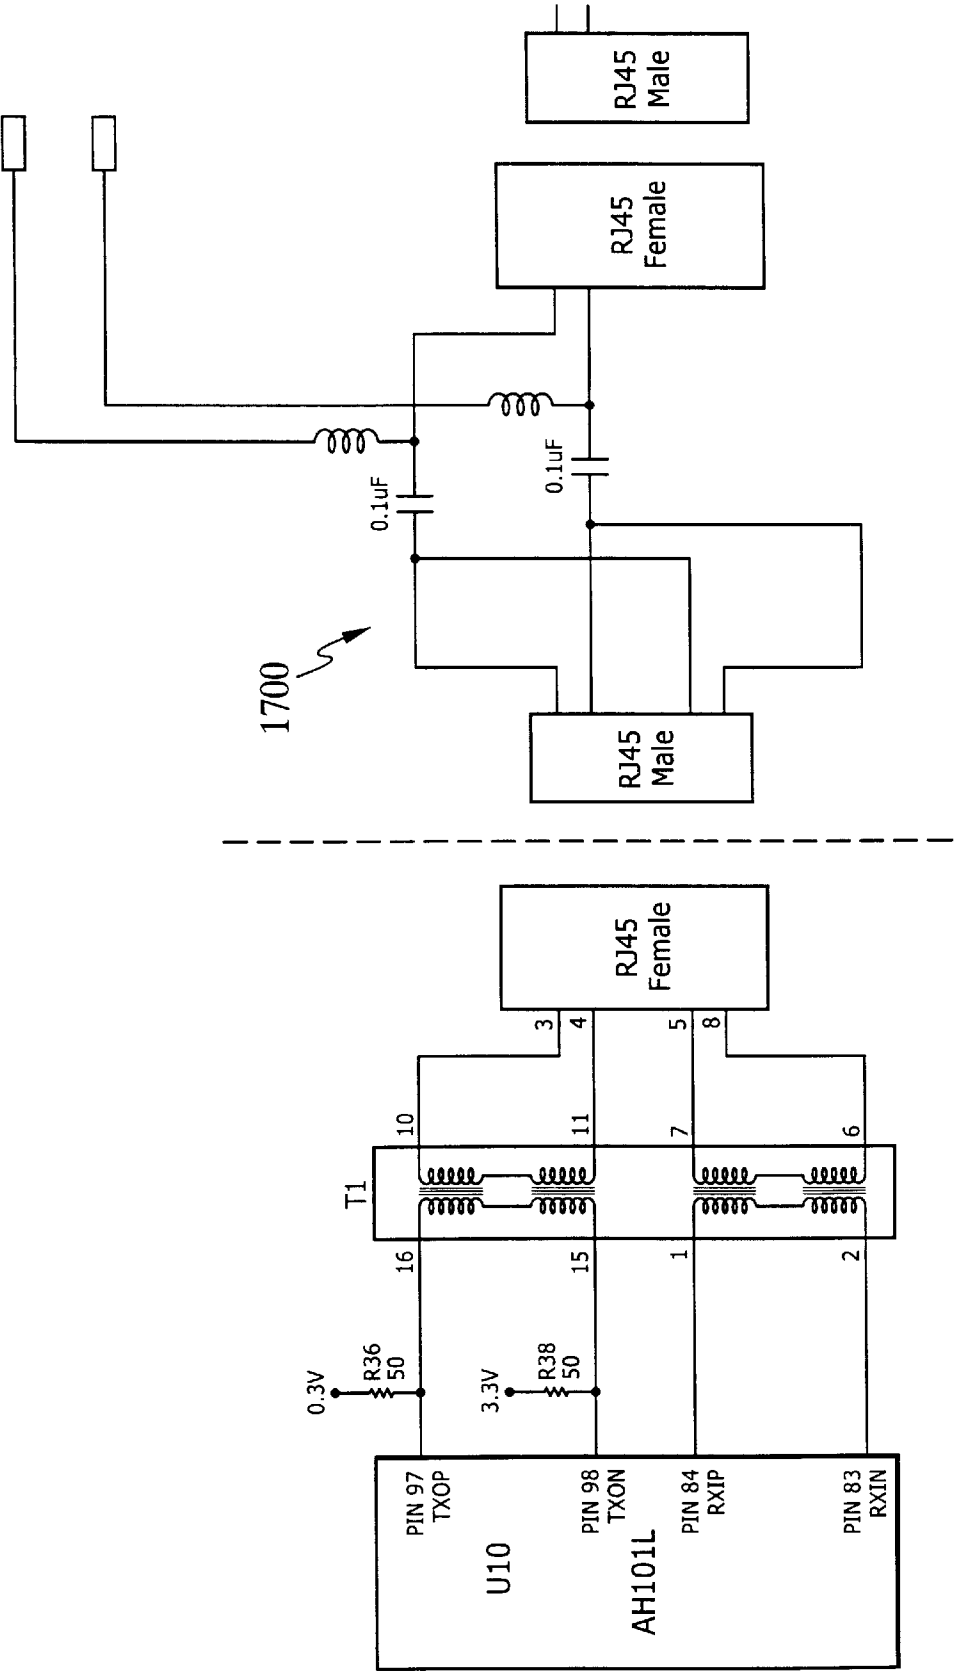 U10
AH101L
PIN 97
TXOP
PIN 98
TXON
PIN 84
RXIP
PIN 83
RXIN
0.3V
R36
50
3.3V
R38
50
T1
16
15
1
2
10
11
7
6
3
4
5
8
RJ45
Female
RJ45
Male
1700
0.1uF
0.1uF
RJ45
Female
RJ45
Male